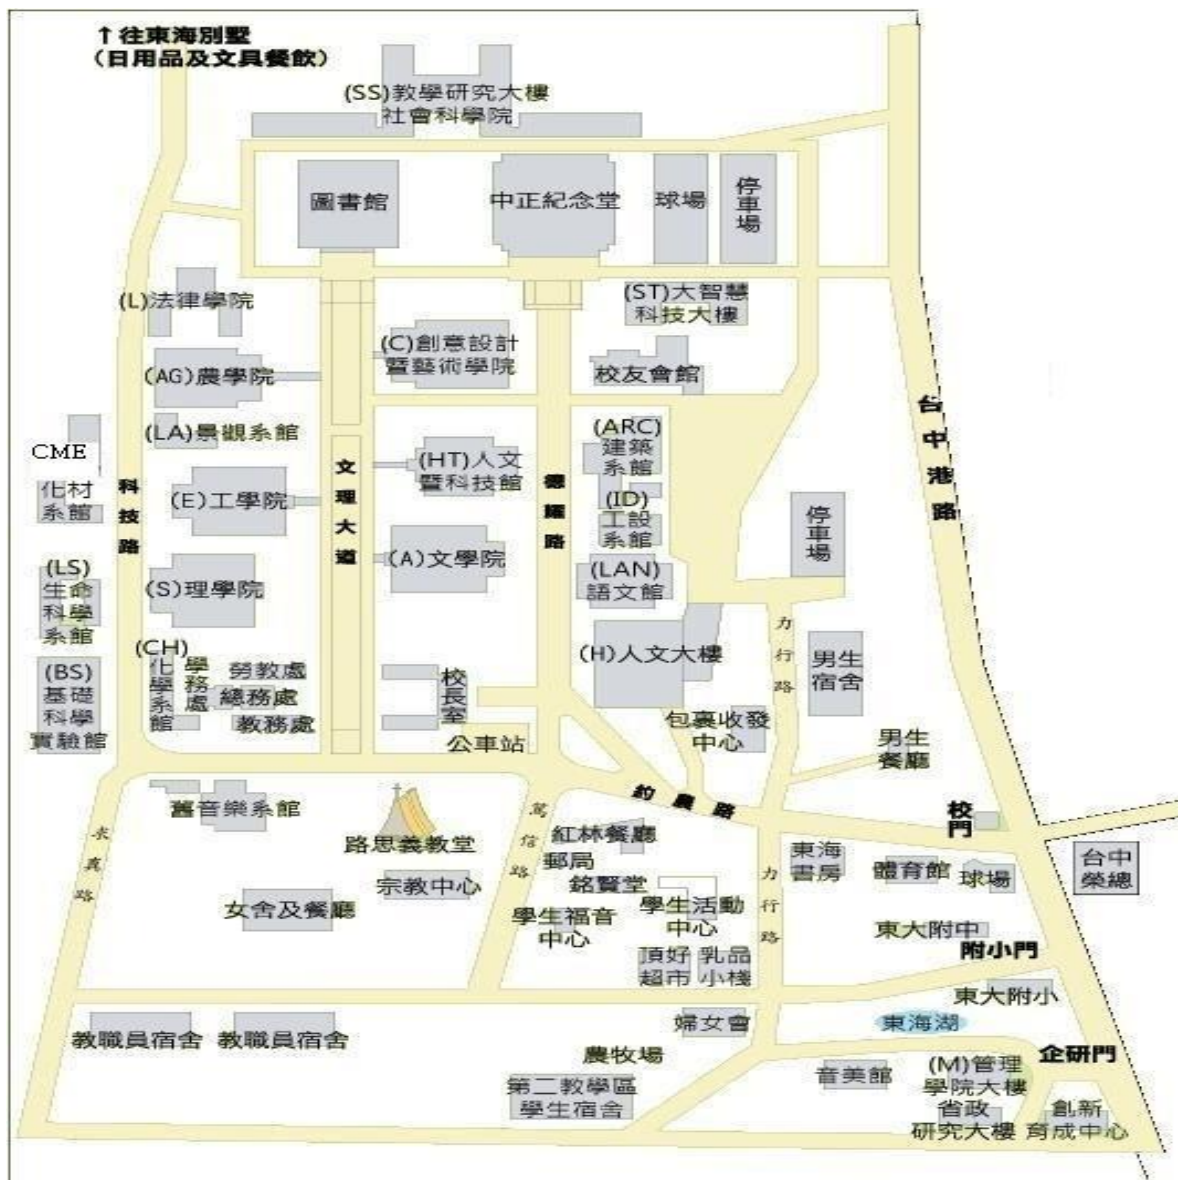 ↑往東海別墅
(日用品及文具餐飲)
(SS)教學研究大樓
社會科學院
圖書館
中正紀念堂
球場
停車場
(L)法律學院
(ST)大智慧
科技大樓
(C)創意設計
暨藝術學院
(AG)農學院
校友會館
(LA)景觀系館
(ARC)
建築
系館
台中港路
CME
化材
系館
科技路
(E)工學院
文理大道
(HT)人文
暨科技館
德耀路
(ID)
工設
系館
停車場
(LS)
生命
科學
系館
(S)理學院
(A)文學院
(LAN)
語文館
力行路
(CH)
化學系館
學務處
勞教處
總務處
教務處
校長室
(H)人文大樓
男生
宿舍
(BS)
基礎
科學
實驗館
公車站
包裹收發
中心
男生
餐廳
約農路
校門
舊音樂系館
路思義教堂
篤信路
紅林餐廳
郵局
東海
書房
體育館
球場
台中
榮總
求真路
宗教中心
銘賢堂
女舍及餐廳
學生福音
中心
學生活動
中心
力行路
東大附中
附小門
頂好
超市
乳品
小棧
東大附小
教職員宿舍
教職員宿舍
婦女會
東海湖
農牧場
企研門
第二教學區
學生宿舍
音美館
(M)管理
學院大樓
省政
研究大樓
創新
育成中心